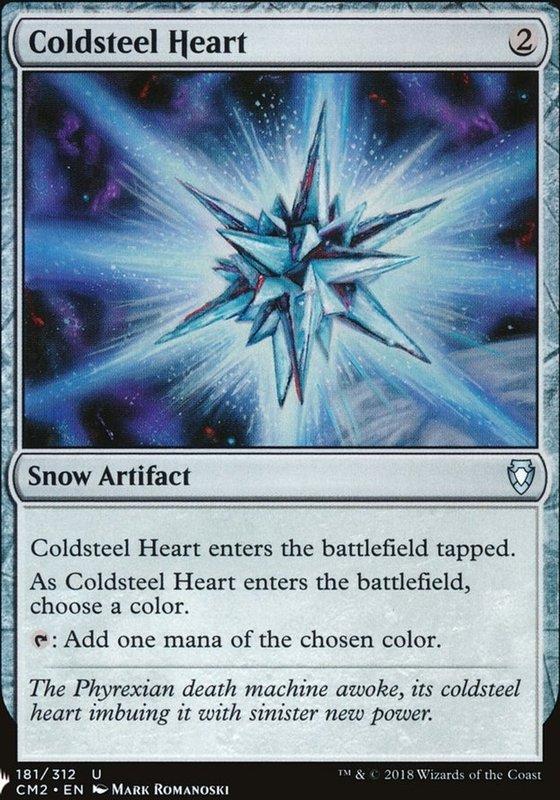 Coldsteel Heart 2
Snow Artifact
Coldsteel Heart enters the battlefield tapped.
As Coldsteel Heart enters the battlefield,
choose a color.
: Add one mana of the chosen color.
The Phyrexian death machine awoke, its coldsteel
heart imbuing it with sinister new power.
181/312 U
CM2 • EN Mark Romanoski
™ & © 2018 Wizards of the Coast